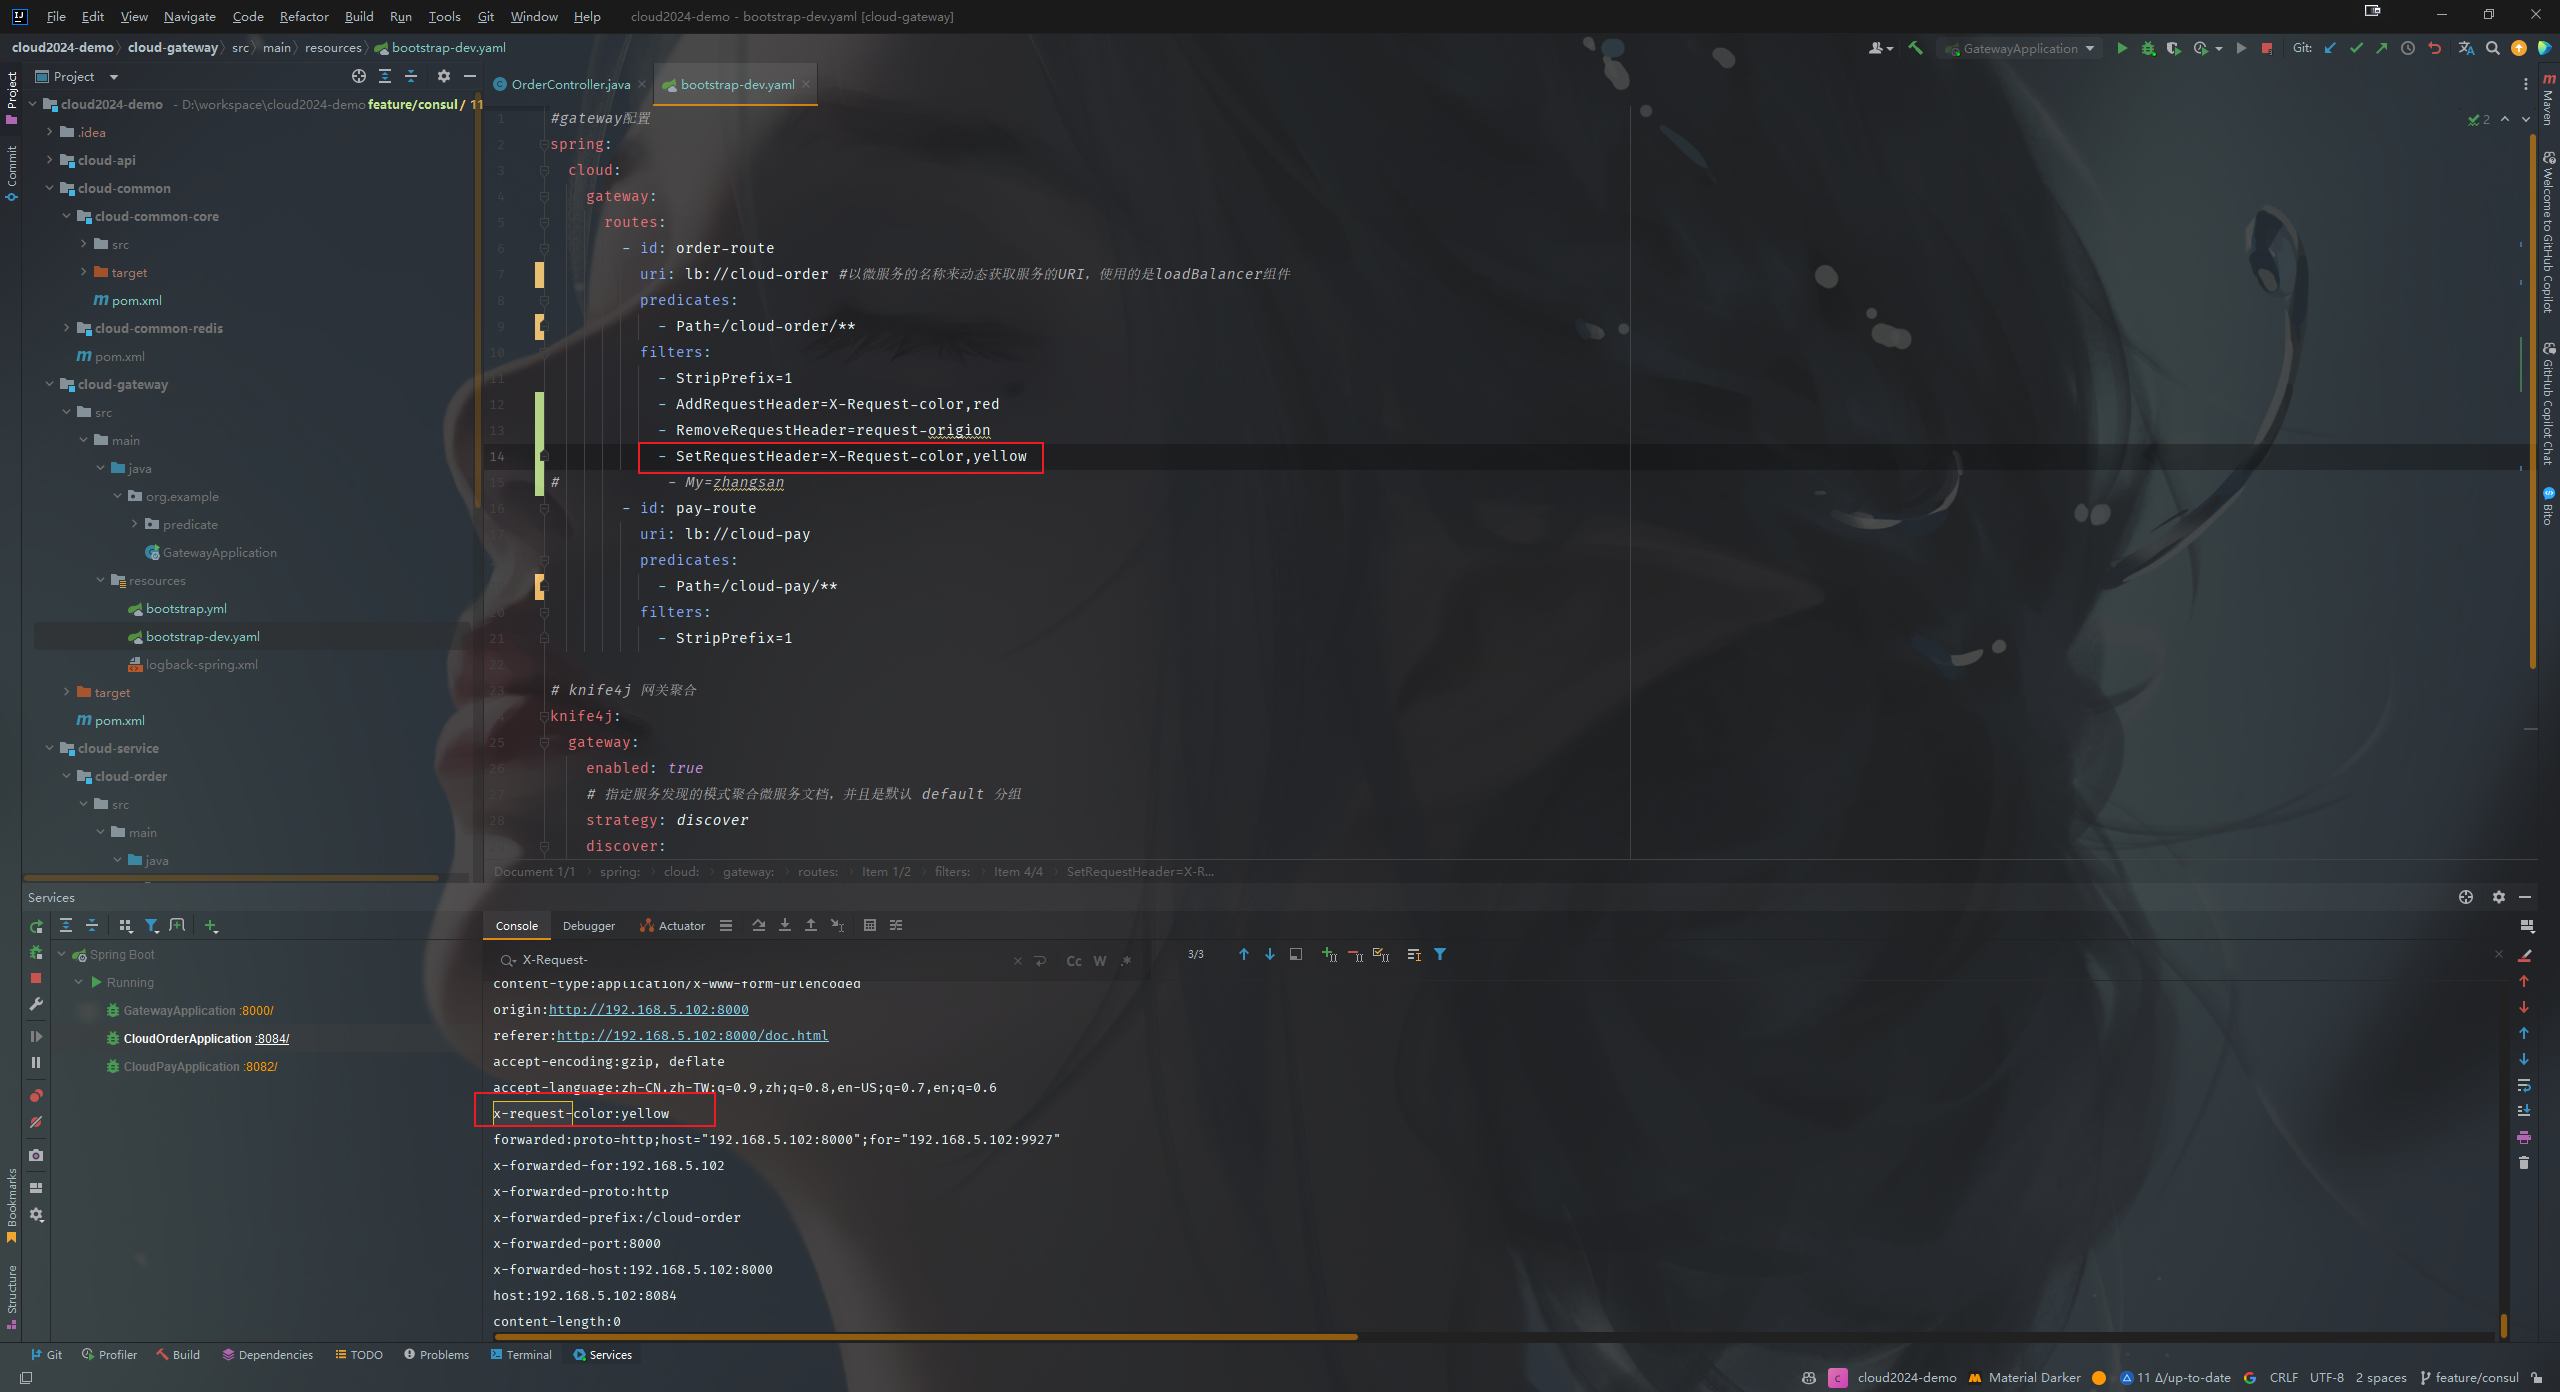 File Edit View Navigate Code Refactor Build Run Tools Git Window Help cloud2024-demo - bootstrap-dev.yaml [cloud-gateway]
cloud2024-demo cloud-gateway src main resources bootstrap-dev.yaml
GatewayApplication Git:
Project
OrderController.java bootstrap-dev.yaml
cloud2024-demo - D:\workspace\cloud2024-demo feature/consul / 11
.idea
cloud-api
cloud-common
cloud-common-core
src
target
pom.xml
cloud-common-redis
pom.xml
cloud-gateway
src
main
java
org.example
predicate
GatewayApplication
resources
bootstrap.yml
bootstrap-dev.yaml
logback-spring.xml
target
pom.xml
cloud-service
cloud-order
src
main
java
Project
Commit
Bookmarks
Structure
1 #gateway配置
2 spring:
3 cloud:
4 gateway:
5 routes:
6 - id: order-route
7 uri: lb://cloud-order #以微服务的名称来动态获取服务的URI，使用的是loadBalancer组件
8 predicates:
9 - Path=/cloud-order/**
10 filters:
11 - StripPrefix=1
12 - AddRequestHeader=X-Request-color,red
13 - RemoveRequestHeader=request-origion
14 - SetRequestHeader=X-Request-color,yellow
15 # - My=zhangsan
16 - id: pay-route
uri: lb://cloud-pay
predicates:
- Path=/cloud-pay/**
filters:
21 - StripPrefix=1
22
# knife4j 网关聚合
knife4j:
25 gateway:
26 enabled: true
27 # 指定服务发现的模式聚合微服务文档，并且是默认 default 分组
28 strategy: discover
discover:
2
Document 1/1 spring: cloud: gateway: routes: Item 1/2 filters: Item 4/4 SetRequestHeader=X-R...
Maven
Welcome to GitHub Copilot
GitHub Copilot Chat
Bito
Services
Console Debugger Actuator
Spring Boot
Running
GatewayApplication :8000/
CloudOrderApplication :8084/
CloudPayApplication :8082/
X-Request- Cc W .* 3/3
content-type:application/x-www-form-urlencoded
origin:http://192.168.5.102:8000
referer:http://192.168.5.102:8000/doc.html
accept-encoding:gzip, deflate
accept-language:zh-CN,zh-TW;q=0.9,zh;q=0.8,en-US;q=0.7,en;q=0.6
x-request-color:yellow
forwarded:proto=http;host="192.168.5.102:8000";for="192.168.5.102:9927"
x-forwarded-for:192.168.5.102
x-forwarded-proto:http
x-forwarded-prefix:/cloud-order
x-forwarded-port:8000
x-forwarded-host:192.168.5.102:8000
host:192.168.5.102:8084
content-length:0
Git Profiler Build Dependencies TODO Problems Terminal Services
cloud2024-demo Material Darker 11 Δ/up-to-date CRLF UTF-8 2 spaces feature/consul